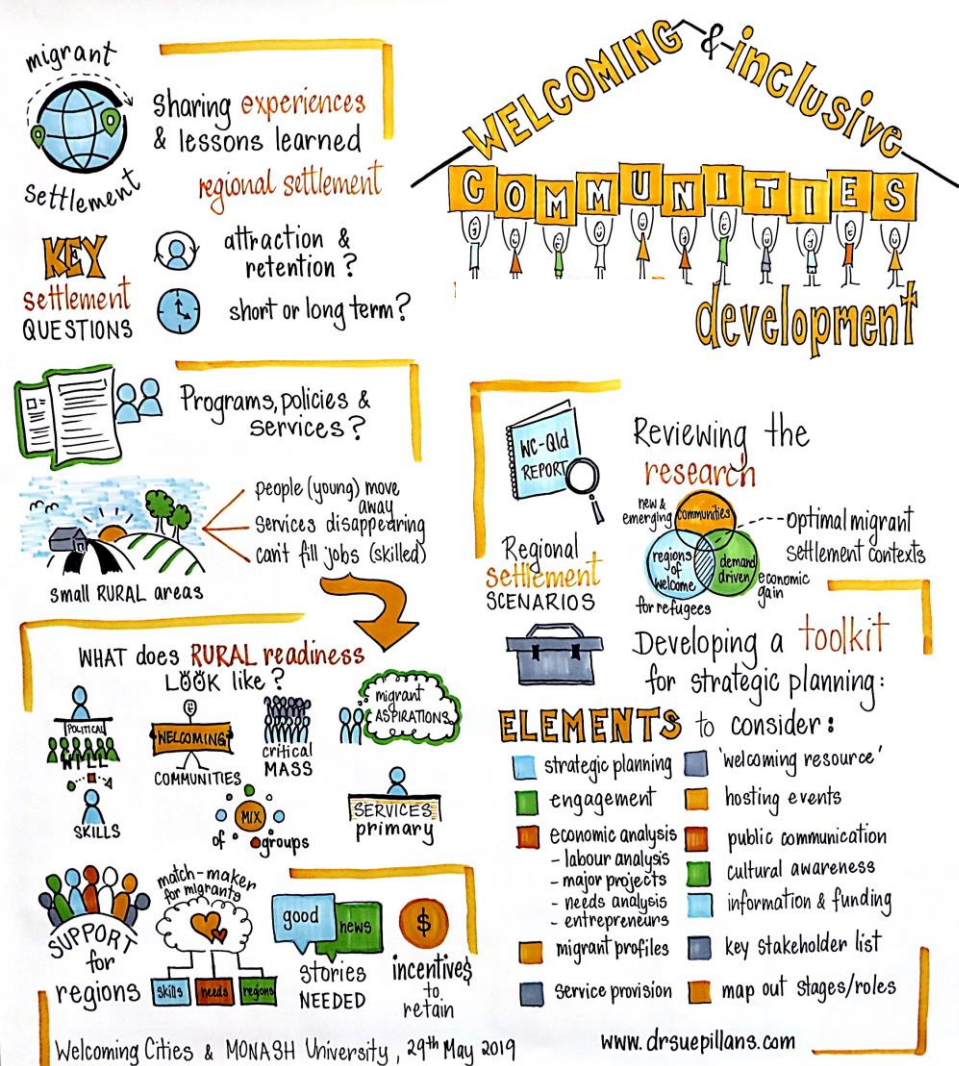 migrant
settlement
sharing experiences
& lessons learned
regional settlement
KEY
settlement
QUESTIONS
attraction &
retention?
short or long term?
Programs, policies &
services?
people (young) move
away
services disappearing
can't fill jobs (skilled)
small RURAL areas
WHAT does RURAL readiness
LOOK like?
POLITICAL
WILL
SKILLS
WELCOMING
COMMUNITIES
critical
MASS
migrant
ASPIRATIONS
MIX
of groups
SERVICES
primary
SUPPORT
for
regions
match-maker
for migrants
skills
needs
regions
good
news
stories
NEEDED
$
incentives
to
retain
WELCOMING & inclusive
COMMUNITIES
development
WC-Qld
REPORT
Reviewing the
research
Regional
settlement
SCENARIOS
new &
emerging
communities
regions
of
welcome
for refugees
demand
driven
economic
gain
optimal migrant
settlement contexts
Developing a toolkit
for strategic planning:
ELEMENTS to consider:
strategic planning
engagement
economic analysis
- labour analysis
- major projects
- needs analysis
- entrepreneurs
migrant profiles
service provision
'welcoming resource'
hosting events
public communication
cultural awareness
information & funding
key stakeholder list
map out stages/roles
Welcoming Cities & MONASH University, 29th May 2019
www.drsuepillans.com